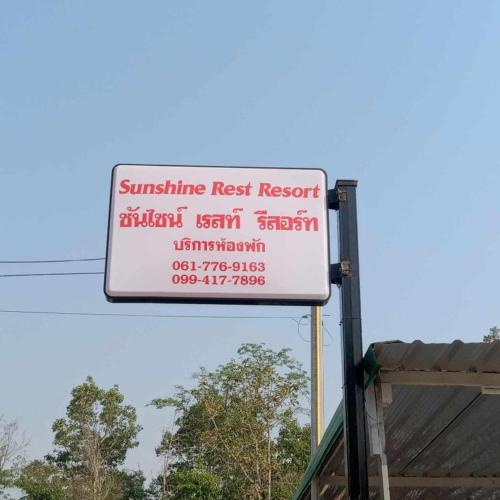 Sunshine Rest Resort
ซันไซน์ เรสท์ รีสอร์ท
บริการห้องพัก
061-776-9163
099-417-7896